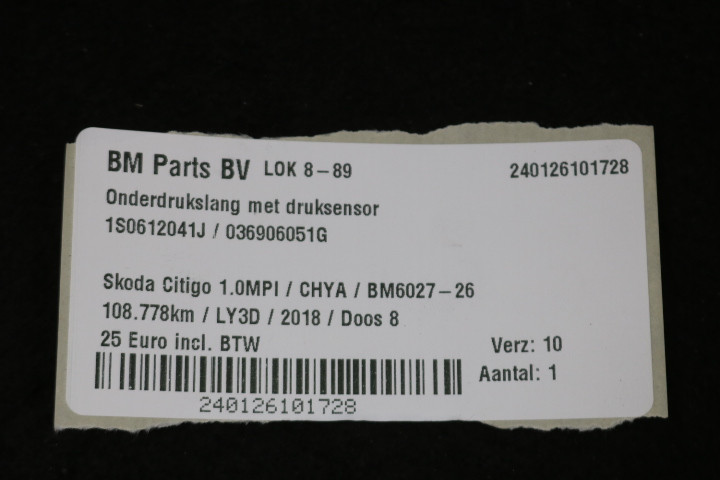 BM Parts BV LOK 8-89 240126101728
Onderdrukslang met druksensor
1S0612041J / 036906051G
Skoda Citigo 1.0MPI / CHYA / BM6027-26
108.778km / LY3D / 2018 / Doos 8
25 Euro incl. BTW Verz: 10
Aantal: 1
240126101728